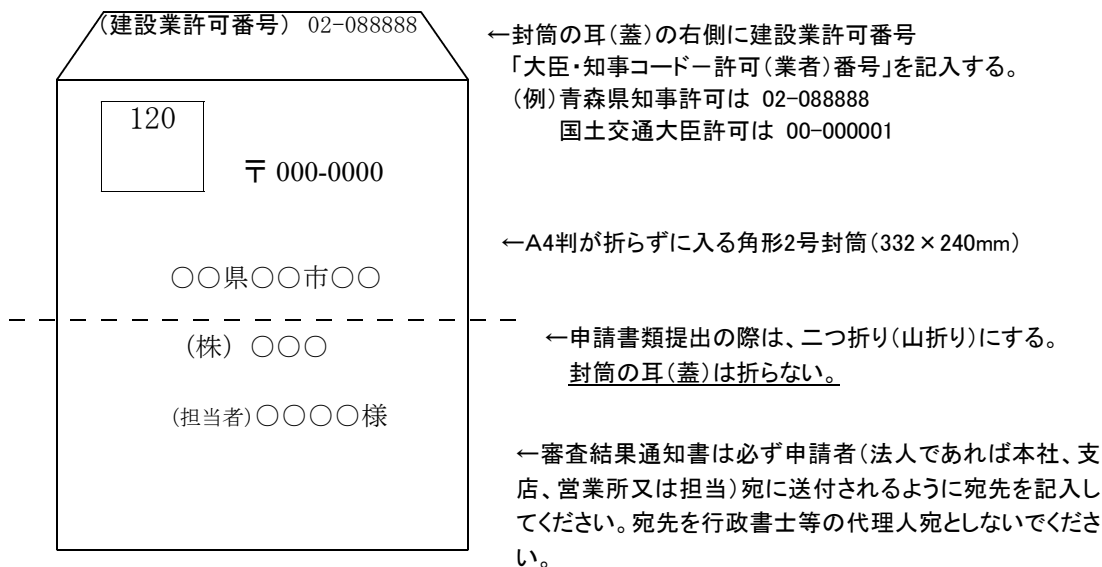 (建設業許可番号) 02-088888
←封筒の耳(蓋)の右側に建設業許可番号
「大臣・知事コード－許可(業者)番号」を記入する。
(例)青森県知事許可は 02-088888
国土交通大臣許可は 00-000001
120
〒 000-0000
←A4判が折らずに入る角形2号封筒(332×240mm)
○○県○○市○○
(株) ○○○
←申請書類提出の際は、二つ折り(山折り)にする。
封筒の耳(蓋)は折らない。
(担当者)○○○○様
←審査結果通知書は必ず申請者(法人であれば本社、支
店、営業所又は担当)宛に送付されるように宛先を記入し
てください。宛先を行政書士等の代理人宛としないでくださ
い。